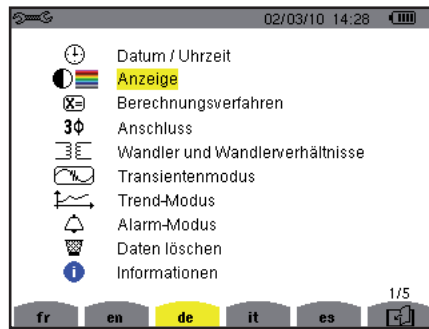 02/03/10 14:28
Datum / Uhrzeit
Anzeige
X= Berechnungsverfahren
3Φ Anschluss
Wandler und Wandlerverhältnisse
Transientenmodus
Trend-Modus
Alarm-Modus
Daten löschen
i Informationen
1/5
fr en de it es